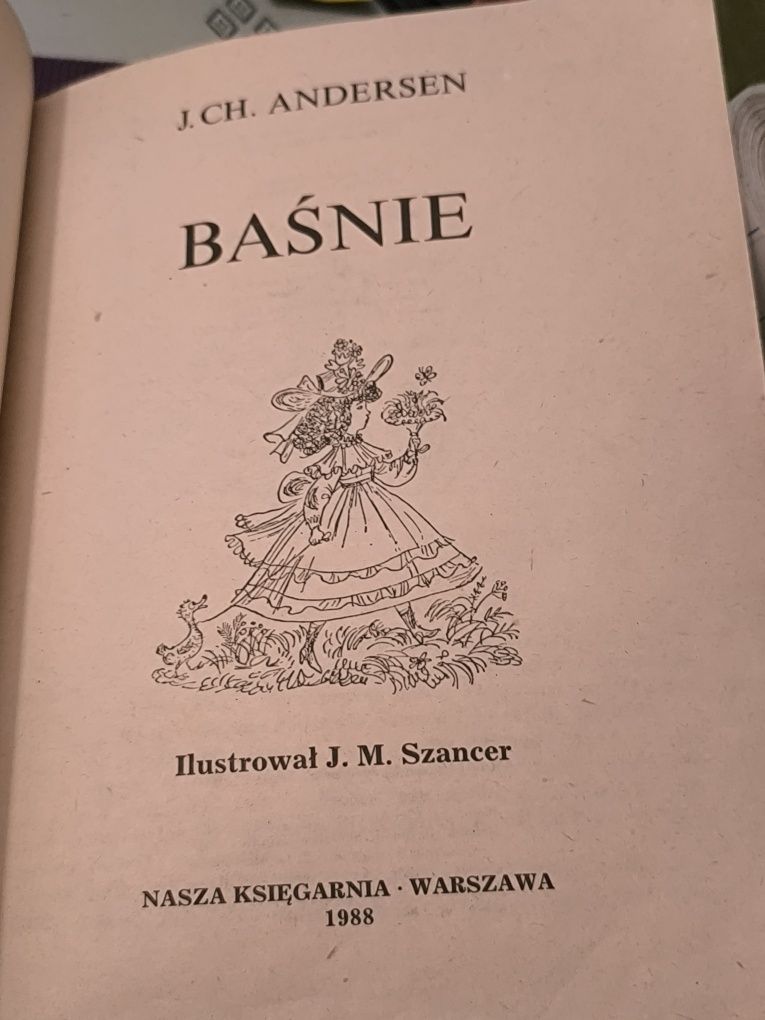 J. CH. ANDERSEN
BAŚNIE
Ilustrował J. M. Szancer
NASZA KSIĘGARNIA · WARSZAWA
1988